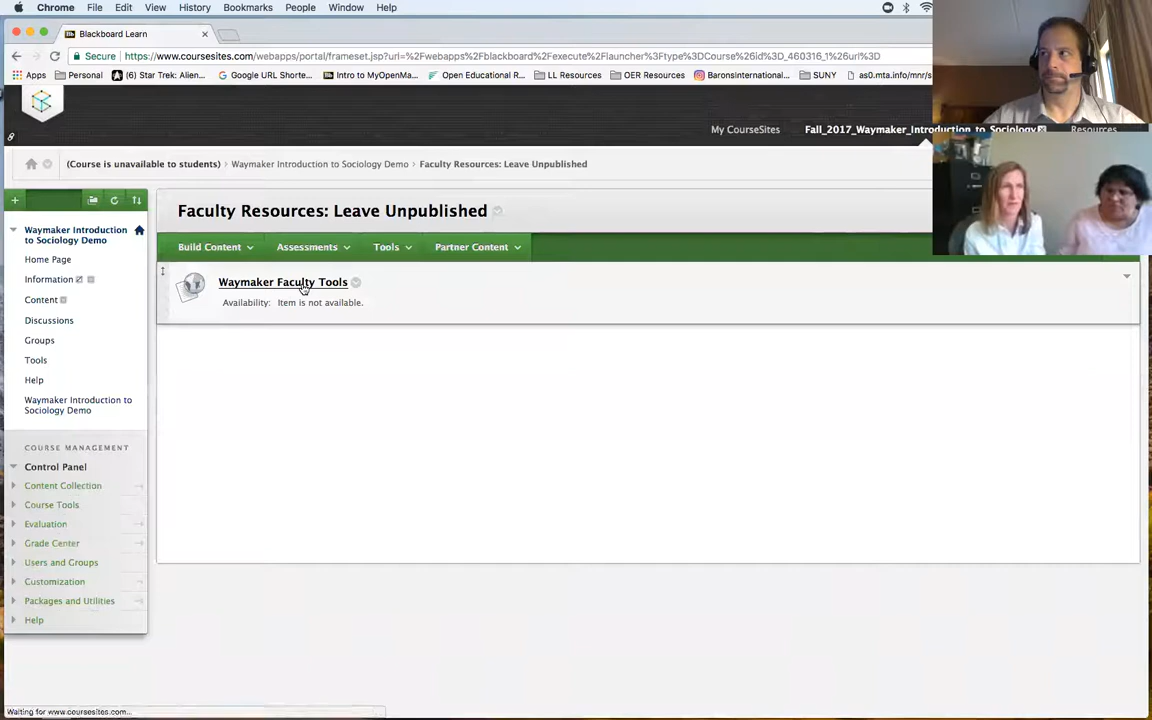 Chrome File Edit View History Bookmarks People Window Help
Blackboard Learn
Secure https://www.coursesites.com/webapps/portal/frameset.jsp?url=%2Fwebapps%2Fblackboard%2Fexecute%2Flauncher%3Ftype%3DCourse%26id%3D_460316_1%26url%3D
Apps Personal (6) Star Trek: Alien... Google URL Shorte... Intro to MyOpenMa... Open Educational R... LL Resources OER Resources Baronsinternational... SUNY as0.mta.info/mnr/s
My CourseSites Fall_2017_Waymaker_Introduction_to_Sociology Resources
(Course is unavailable to students) > Waymaker Introduction to Sociology Demo > Faculty Resources: Leave Unpublished
Faculty Resources: Leave Unpublished
Build Content Assessments Tools Partner Content
Waymaker Faculty Tools
Availability: Item is not available.
Waymaker Introduction
to Sociology Demo
Home Page
Information
Content
Discussions
Groups
Tools
Help
Waymaker Introduction to
Sociology Demo
COURSE MANAGEMENT
Control Panel
Content Collection
Course Tools
Evaluation
Grade Center
Users and Groups
Customization
Packages and Utilities
Help
Waiting for www.coursesites.com...